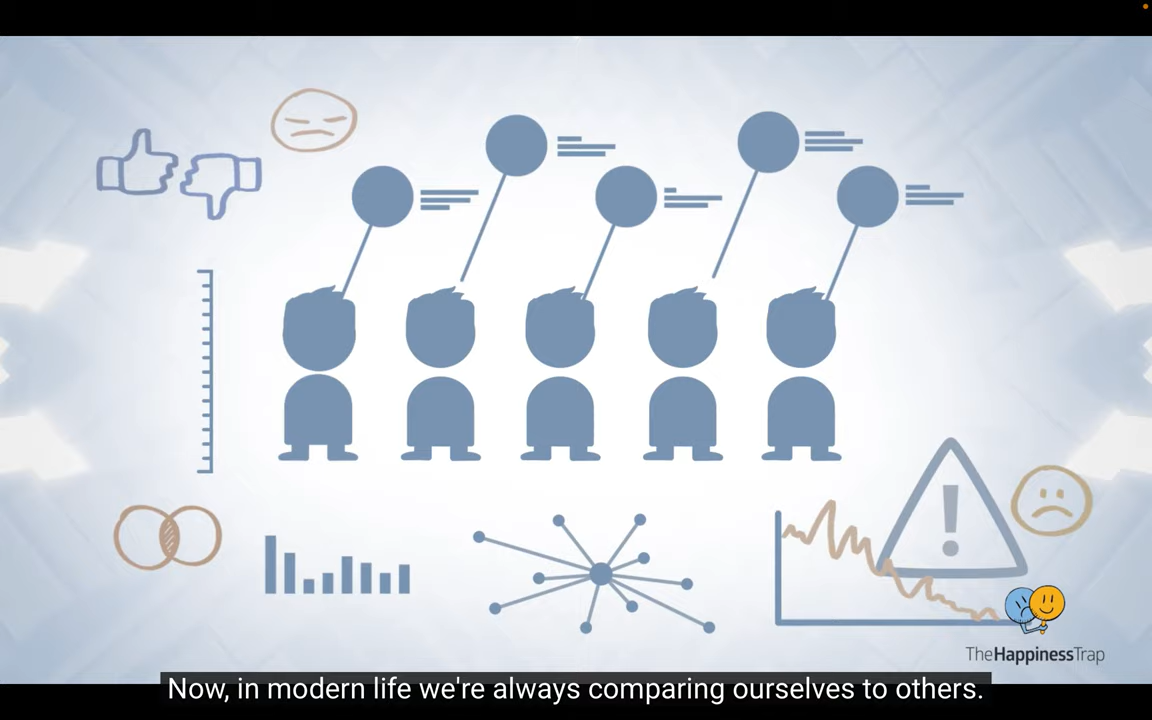 !
TheHappinessTrap
Now, in modern life we're always comparing ourselves to others.